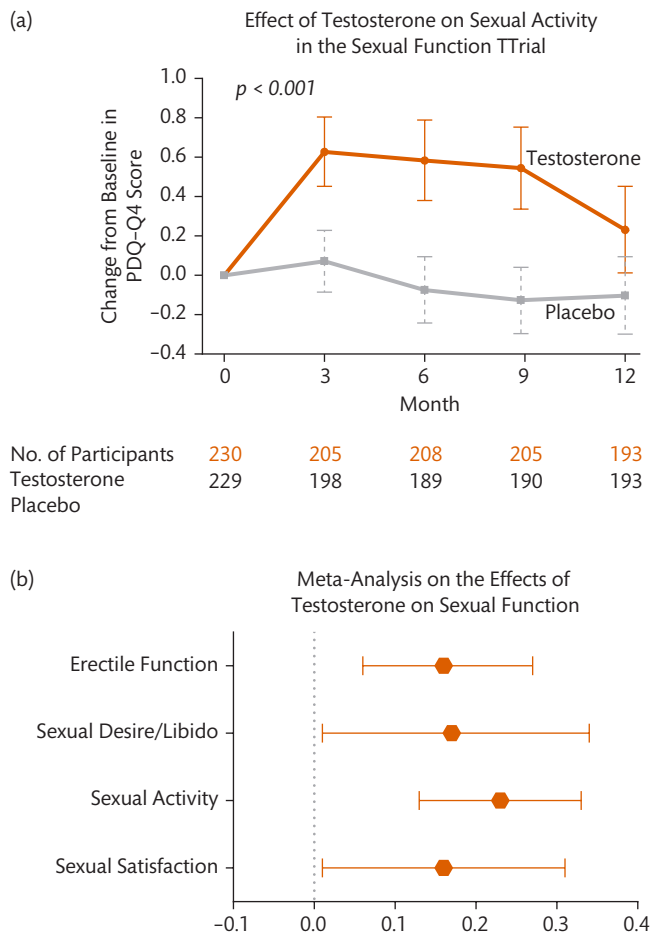 (a)
Effect of Testosterone on Sexual Activity
in the Sexual Function TTrial
Change from Baseline in
PDQ–Q4 Score
1.0
0.8
0.6
0.4
0.2
0.0
–0.2
–0.4
p < 0.001
Testosterone
Placebo
0 3 6 9 12
Month
No. of Participants 230 205 208 205 193
Testosterone 229 198 189 190 193
Placebo
(b)
Meta-Analysis on the Effects of
Testosterone on Sexual Function
Erectile Function
Sexual Desire/Libido
Sexual Activity
Sexual Satisfaction
–0.1 0.0 0.1 0.2 0.3 0.4